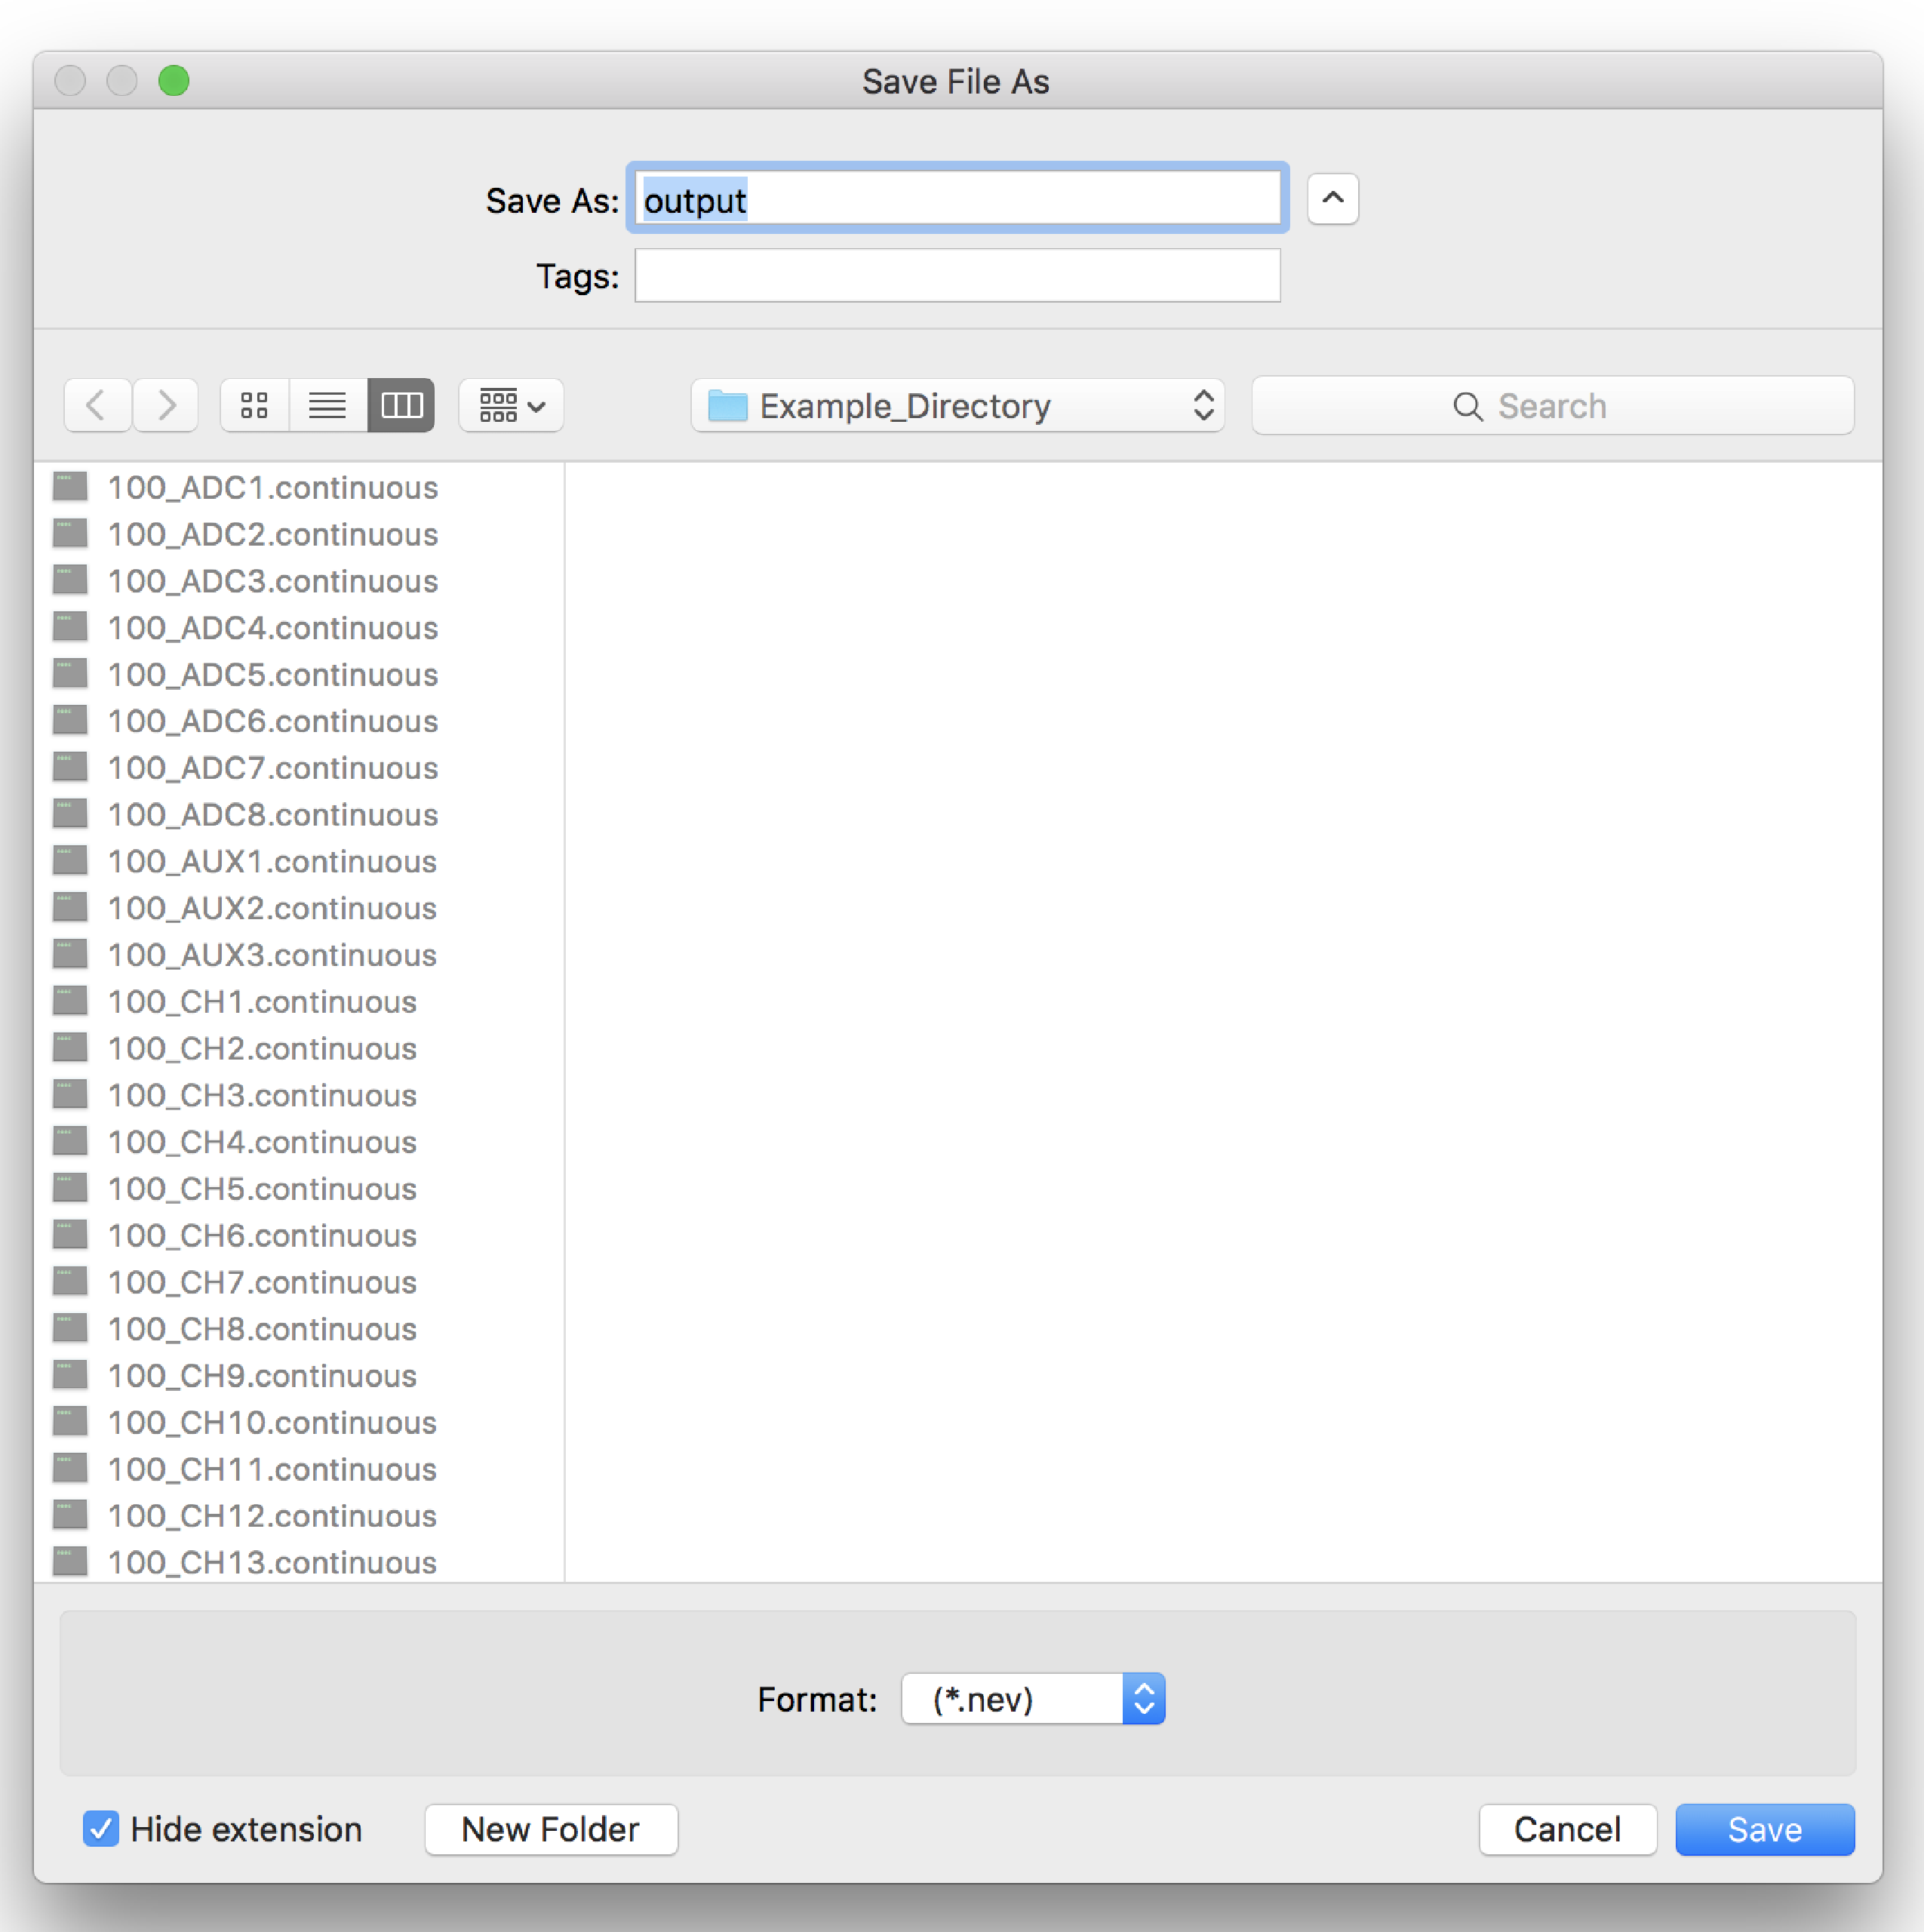 Save File As
Save As: output
Tags:
Example_Directory Search
100_ADC1.continuous
100_ADC2.continuous
100_ADC3.continuous
100_ADC4.continuous
100_ADC5.continuous
100_ADC6.continuous
100_ADC7.continuous
100_ADC8.continuous
100_AUX1.continuous
100_AUX2.continuous
100_AUX3.continuous
100_CH1.continuous
100_CH2.continuous
100_CH3.continuous
100_CH4.continuous
100_CH5.continuous
100_CH6.continuous
100_CH7.continuous
100_CH8.continuous
100_CH9.continuous
100_CH10.continuous
100_CH11.continuous
100_CH12.continuous
100_CH13.continuous
Format: (*.nev)
Hide extension New Folder Cancel Save